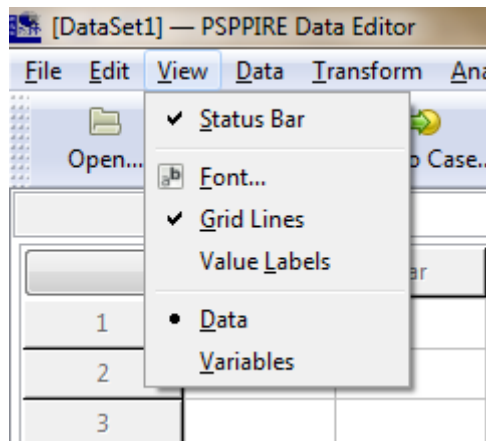 [DataSet1] — PSPPIRE Data Editor
File Edit View Data Transform
Open... Case..
Status Bar
Font...
Grid Lines
Value Labels
Data
Variables
1
2
3